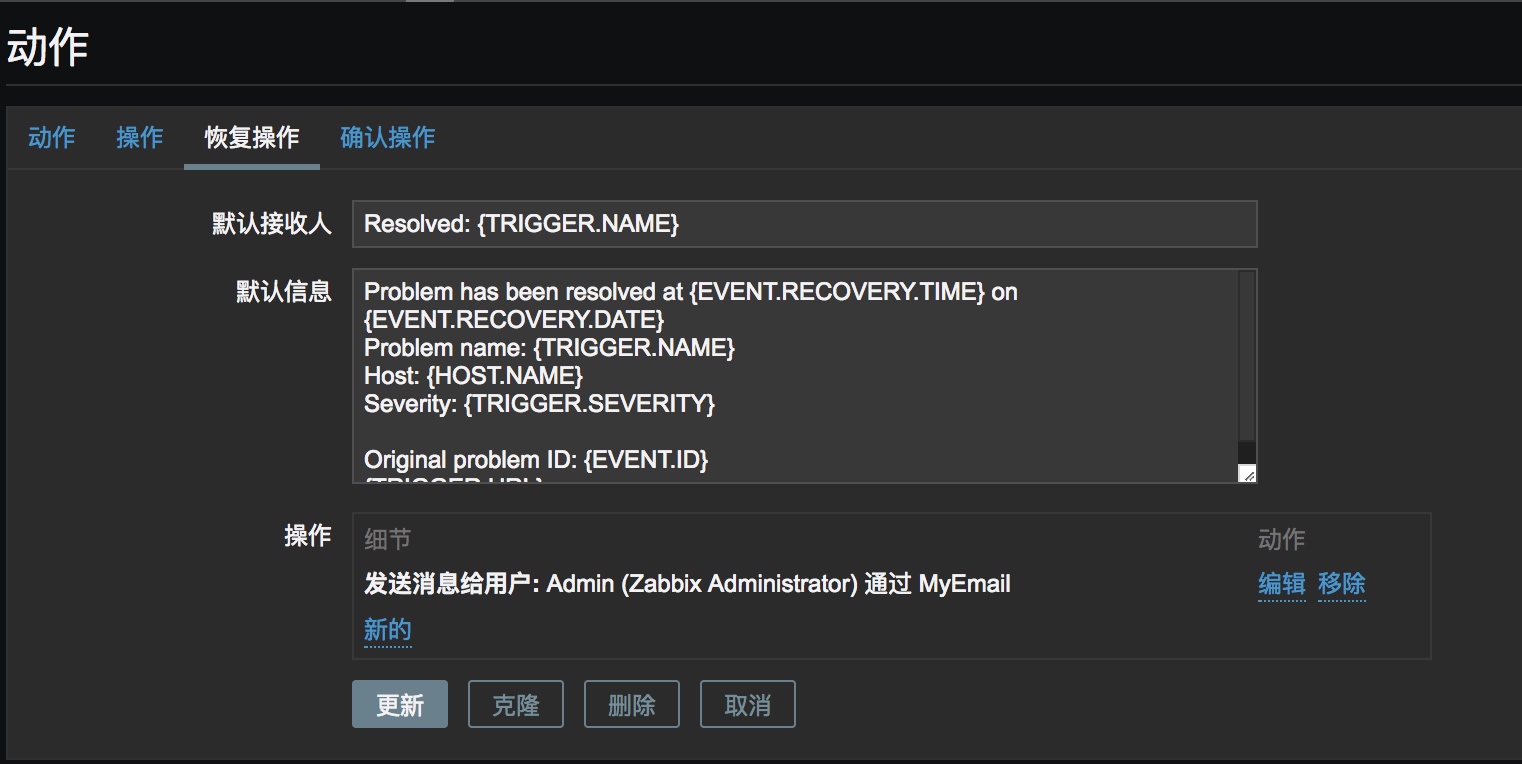 动作
动作 操作 恢复操作 确认操作
默认接收人 Resolved: {TRIGGER.NAME}
默认信息 Problem has been resolved at {EVENT.RECOVERY.TIME} on
{EVENT.RECOVERY.DATE}
Problem name: {TRIGGER.NAME}
Host: {HOST.NAME}
Severity: {TRIGGER.SEVERITY}
Original problem ID: {EVENT.ID}
操作 细节 动作
发送消息给用户: Admin (Zabbix Administrator) 通过 MyEmail 编辑 移除
新的
更新 克隆 删除 取消